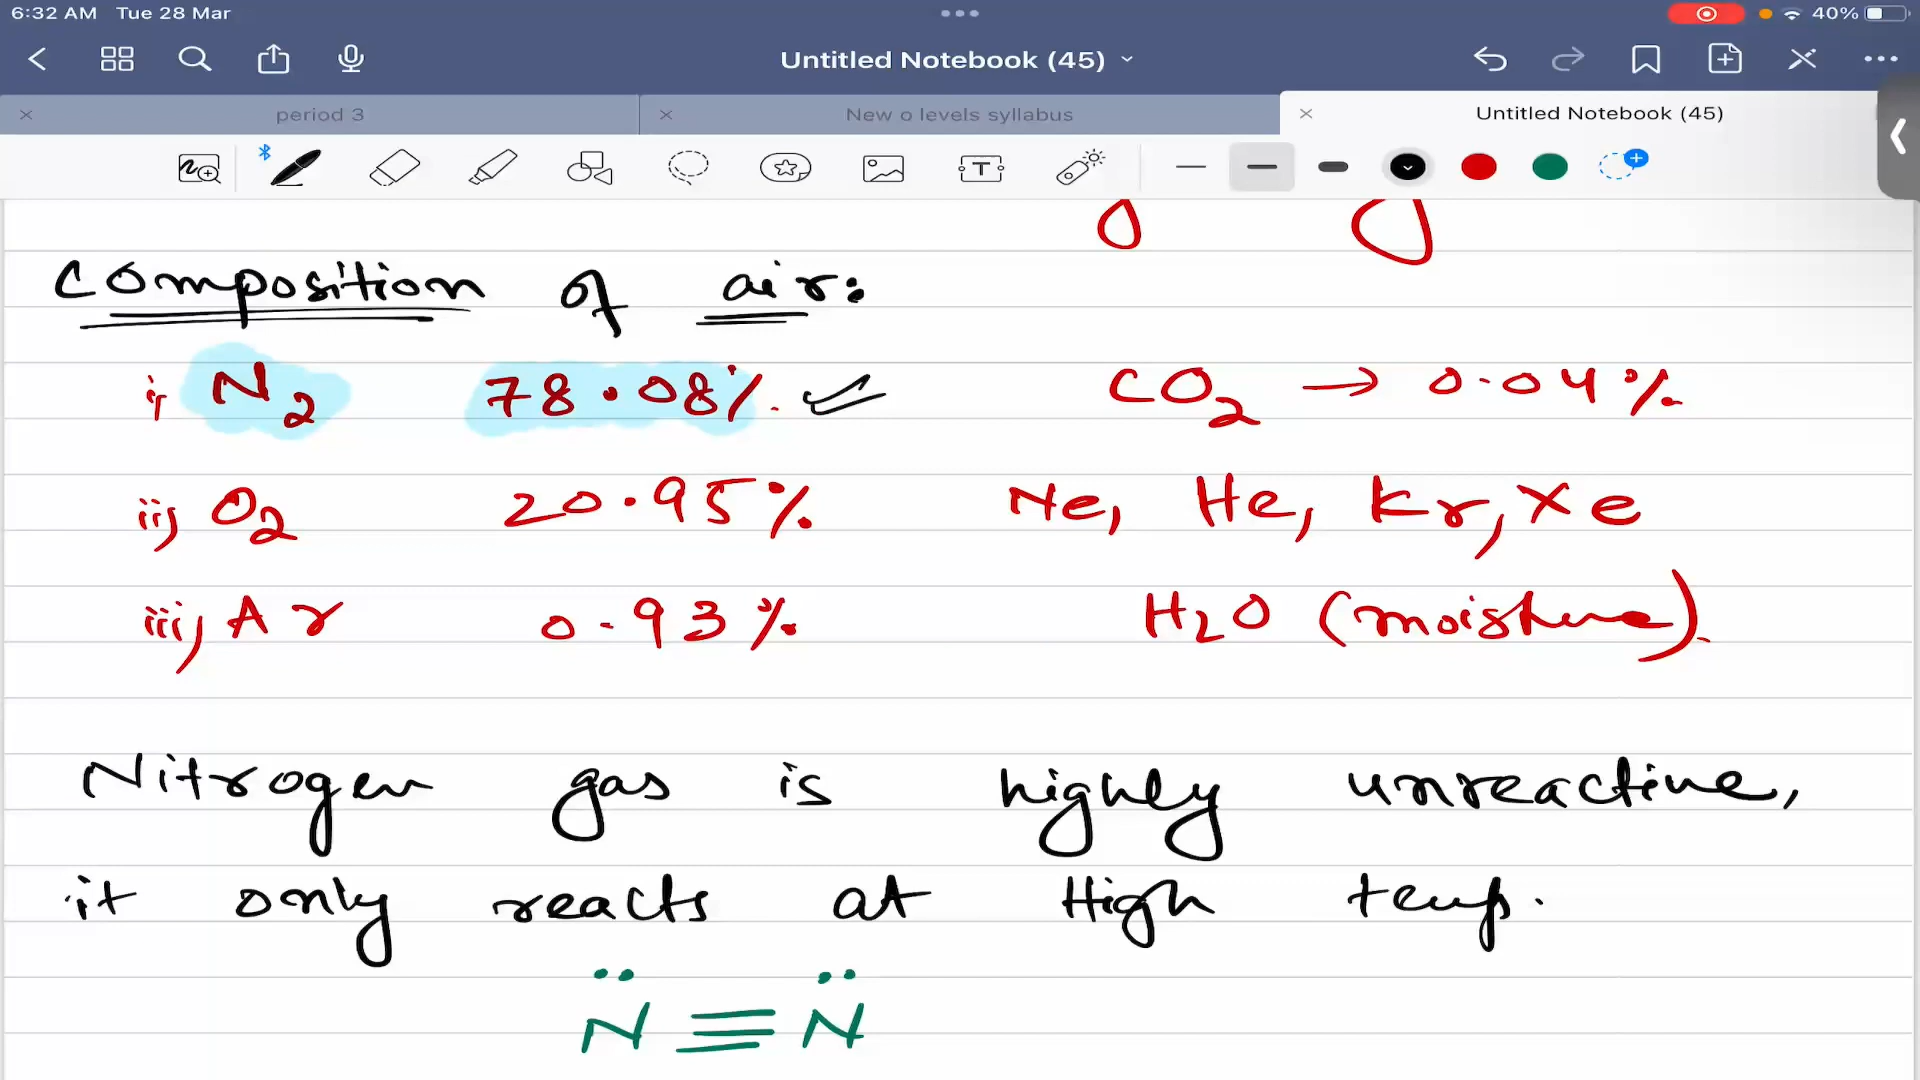 6:32 AM Tue 28 Mar
40%
Untitled Notebook (45)
period 3
New o levels syllabus
Untitled Notebook (45)
T
Composition of air:
i, N2 78.08%.
CO2 → 0.04%.
ii, O2 20.95%
Ne, He, Kr, Xe
iii, Ar 0.93%
H2O (moisture).
Nitrogen gas is highly unreactive,
it only reacts at High temp.
N≡N